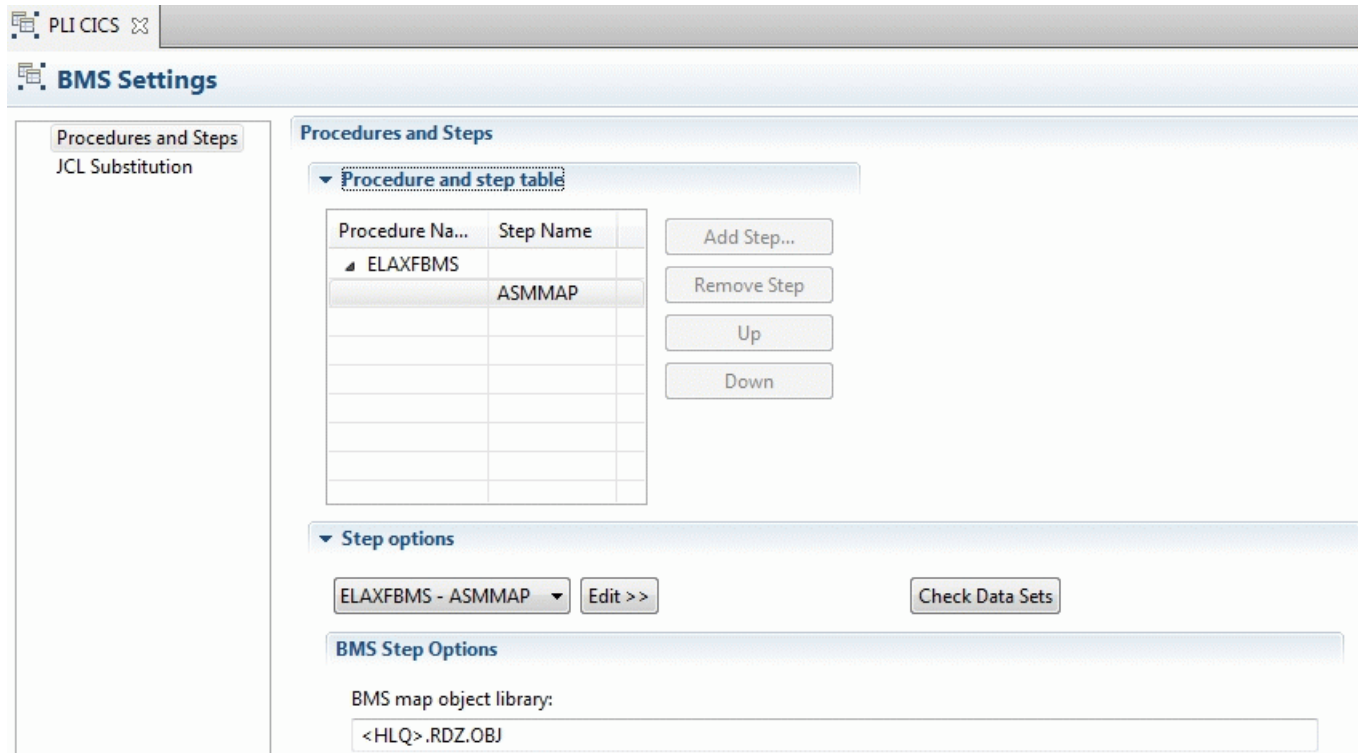 PLI CICS
BMS Settings
Procedures and Steps
JCL Substitution
Procedures and Steps
Procedure and step table
Procedure Na... Step Name
ELAXFBMS
ASMMAP
Add Step...
Remove Step
Up
Down
Step options
ELAXFBMS - ASMMAP Edit >> Check Data Sets
BMS Step Options
BMS map object library:
<HLQ>.RDZ.OBJ